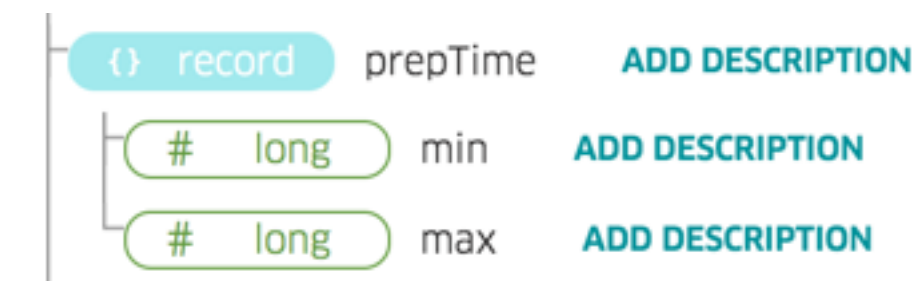 {} record prepTime ADD DESCRIPTION
# long min ADD DESCRIPTION
# long max ADD DESCRIPTION